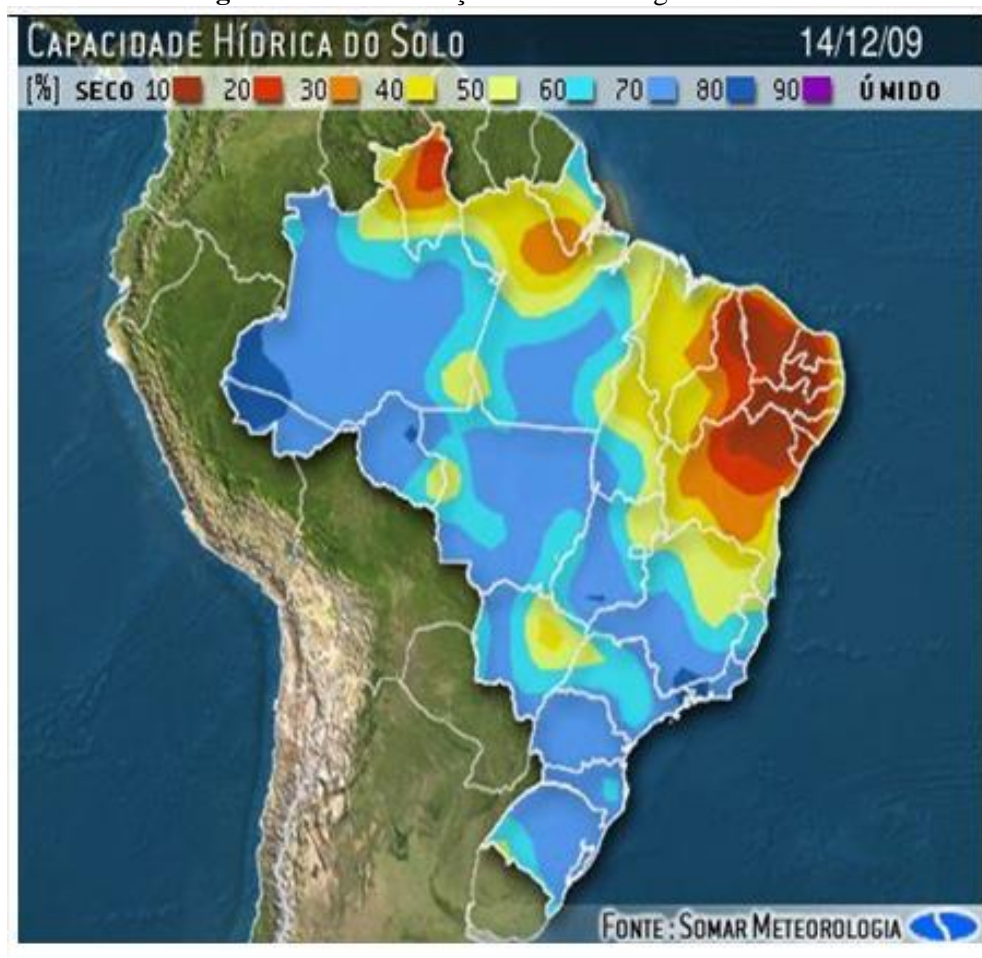 CAPACIDADE HÍDRICA DO SOLO 14/12/09
[%] SECO 10 20 30 40 50 60 70 80 90 ÚMIDO
FONTE : SOMAR METEOROLOGIA